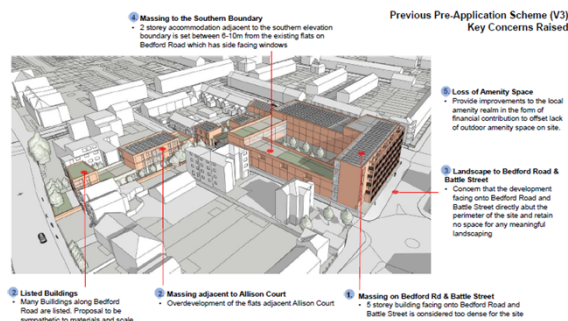 Previous Pre-Application Scheme (V3)
Key Concerns Raised
4 Massing to the Southern Boundary
• 2 storey accommodation adjacent to the southern elevation
boundary is set between 6-10m from the existing flats on
Bedford Road which has side facing windows
5 Loss of Amenity Space
• Provide improvements to the local
amenity realm in the form of
financial contribution to offset lack
of outdoor amenity space on site.
3 Landscape to Bedford Road &
Battle Street
• Concern that the development
facing onto Bedford Road and
Battle Street directly abut the
perimeter of the site and retain
no space for any meaningful
landscaping
Listed Buildings
• Many Buildings along Bedford
Road are listed. Proposal to be
sympathetic to materials and scale
2 Massing adjacent to Allison Court
• Overdevelopment of the flats adjacent Allison Court
1 Massing on Bedford Rd & Battle Street
• 5 storey building facing onto Bedford Road and
Battle Street is considered too dense for the site